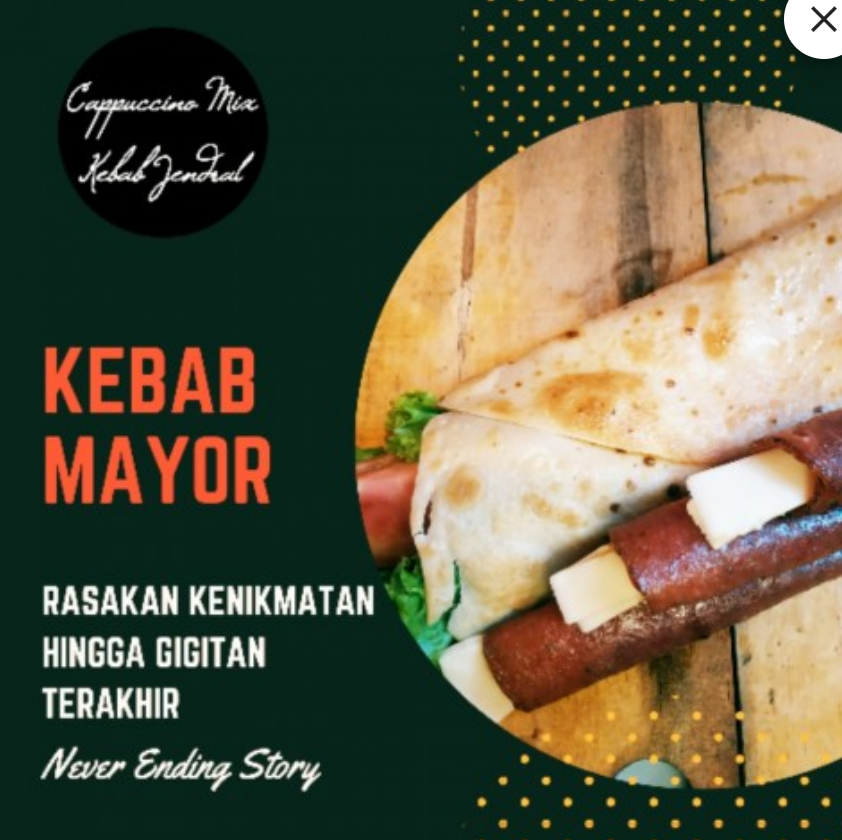 Cappuccino Mix
Kebab Jendral
KEBAB
MAYOR
RASAKAN KENIKMATAN
HINGGA GIGITAN
TERAKHIR
Never Ending Story